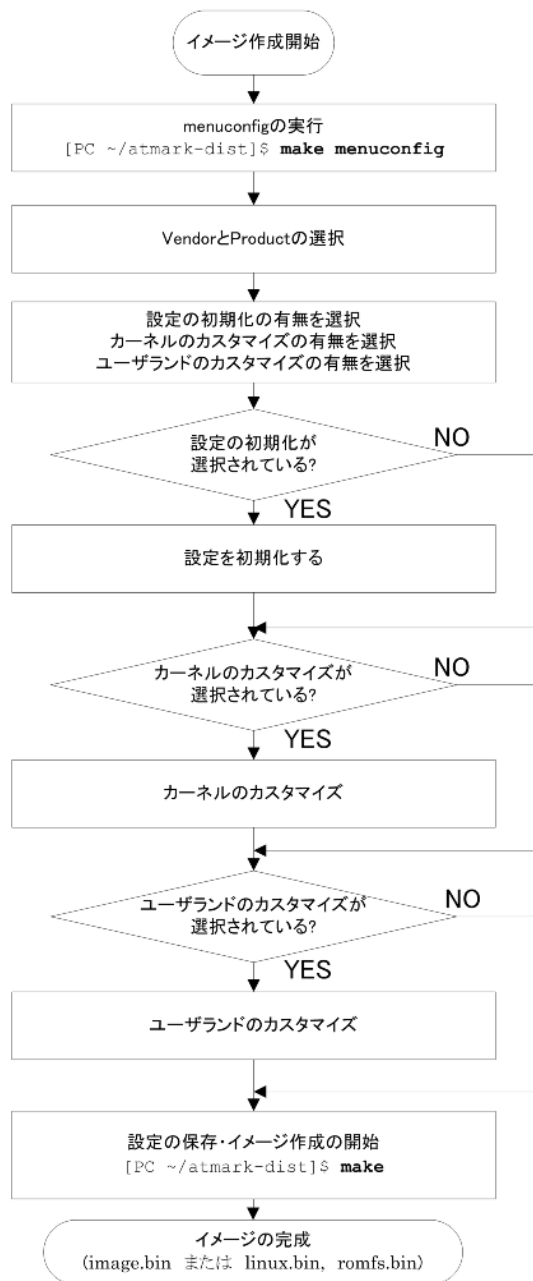 イメージ作成開始
menuconfigの実行
[PC ~/atmark-dist]$ make menuconfig
VendorとProductの選択
設定の初期化の有無を選択
カーネルのカスタマイズの有無を選択
ユーザランドのカスタマイズの有無を選択
設定の初期化が
選択されている?
NO
YES
設定を初期化する
カーネルのカスタマイズが
選択されている?
NO
YES
カーネルのカスタマイズ
ユーザランドのカスタマイズが
選択されている?
NO
YES
ユーザランドのカスタマイズ
設定の保存・イメージ作成の開始
[PC ~/atmark-dist]$ make
イメージの完成
(image.bin または linux.bin, romfs.bin)